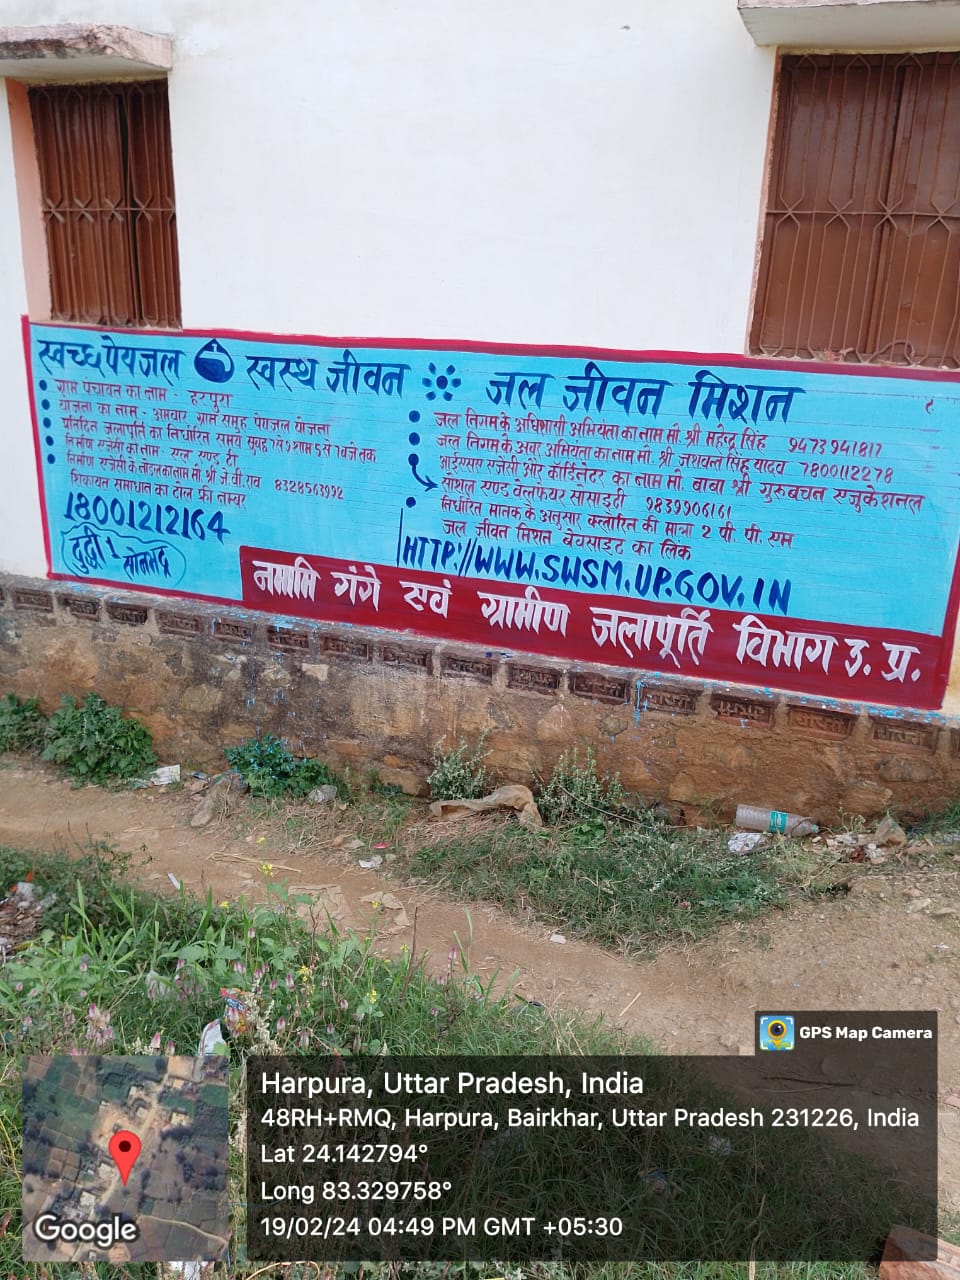 स्वच्छ पेयजल स्वस्थ जीवन जल जीवन मिशन
ग्राम पंचायत का नाम - हरपुरा
योजना का नाम - अमवार ग्राम समूह पेयजल योजना
प्रतिदिन जलापूर्ति का निर्धारित समय सुबह 7 से 9 शाम 5 से 7 बजे तक
निर्माण एजेंसी का नाम- एल एण्ड टी
निर्माण एजेंसी के नोडल का नाम मो. श्री जे. वी. राव 8328563992
शिकायत समाधान का टोल फ्री नम्बर
18001212164
दुद्धी 1 सोनभद्र
जल निगम के अधिशासी अभियंता का नाम मो. श्री महेन्द्र सिंह 9473941817
जल निगम के अवर अभियंता का नाम मो. श्री जशवन्त सिंह यादव 7800112278
आईएसए एजेंसी और कॉर्डिनेटर का नाम मो. बाबा श्री गुरुबचन एजुकेशनल
सोशल एण्ड वेलफेयर सोसाइटी 9839906161
निर्धारित मानक के अनुसार क्लोरिन की मात्रा 2 पी. पी. एम
जल जीवन मिशन वेवसाइट का लिंक
HTTP://WWW.SWSM.UP.GOV.IN
नमामि गंगे एवं ग्रामीण जलापूर्ति विभाग उ. प्र.
GPS Map Camera
Harpura, Uttar Pradesh, India
48RH+RMQ, Harpura, Bairkhar, Uttar Pradesh 231226, India
Lat 24.142794°
Long 83.329758°
19/02/24 04:49 PM GMT +05:30
Google